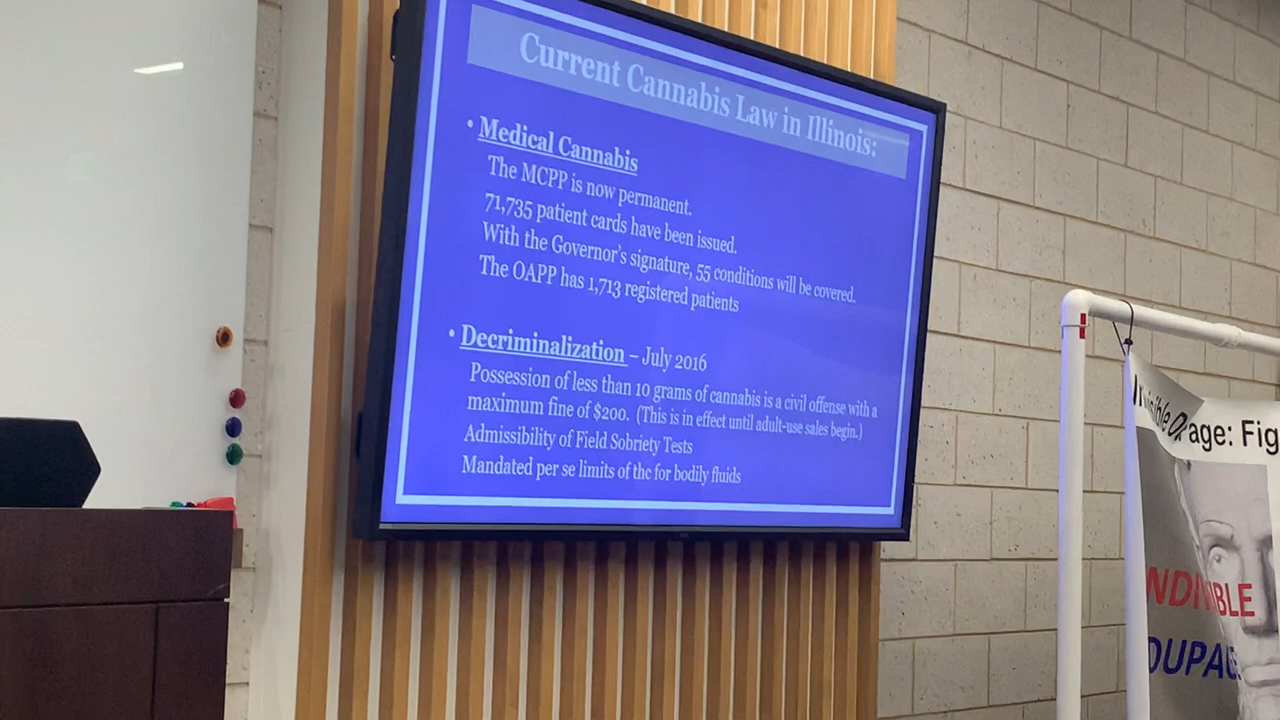 Current Cannabis Law in Illinois:
• Medical Cannabis
The MCPP is now permanent.
71,735 patient cards have been issued.
With the Governor's signature, 55 conditions will be covered.
The OAPP has 1,713 registered patients
• Decriminalization – July 2016
Possession of less than 10 grams of cannabis is a civil offense with a
maximum fine of $200. (This is in effect until adult-use sales begin.)
Admissibility of Field Sobriety Tests
Mandated per se limits of thc for bodily fluids
age: Fig